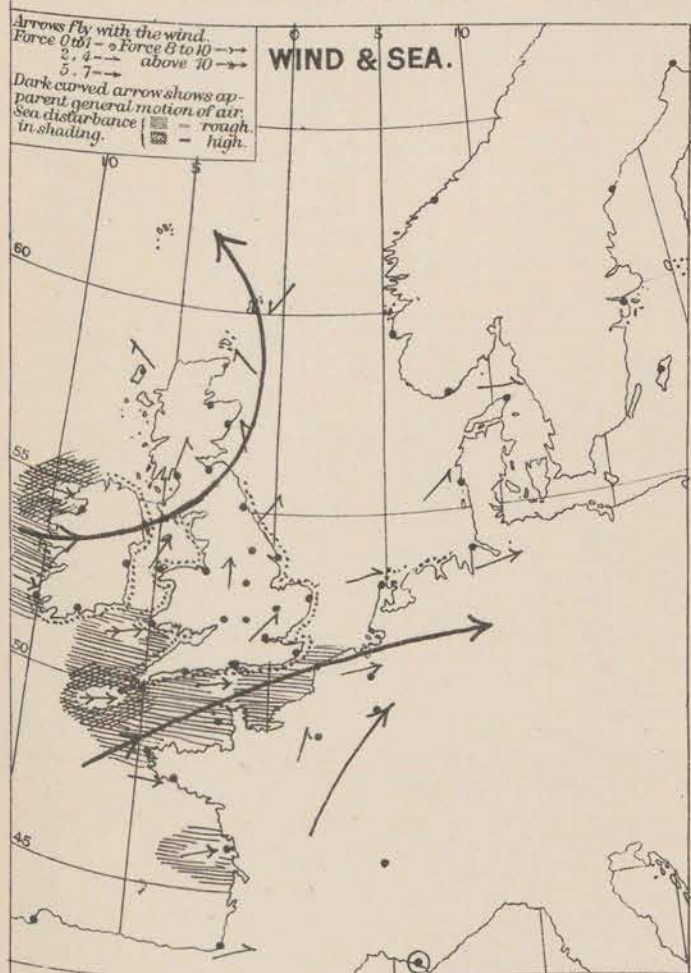 Arrows fly with the wind.
Force 0 to 1 – Force 8 to 10 –
2, 4 – above 10 –
5, 7 –
Dark curved arrow shows ap-
parent general motion of air.
Sea disturbance – rough.
in shading. – high.
WIND & SEA.
0 10
10 5
60
55
50
45